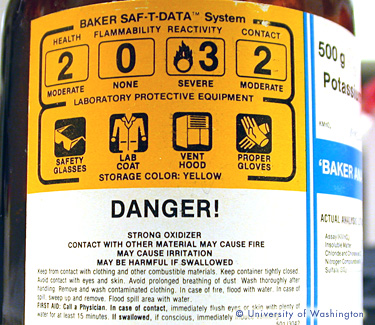 BAKER SAF-T-DATA™ System
HEALTH FLAMMABILITY REACTIVITY CONTACT
2 0 3 2
MODERATE NONE SEVERE MODERATE
LABORATORY PROTECTIVE EQUIPMENT
SAFETY GLASSES
LAB COAT
VENT HOOD
PROPER GLOVES
STORAGE COLOR: YELLOW
DANGER!
STRONG OXIDIZER
CONTACT WITH OTHER MATERIAL MAY CAUSE FIRE
MAY CAUSE IRRITATION
MAY BE HARMFUL IF SWALLOWED
Keep from contact with clothing and other combustible materials. Keep container tightly closed.
Avoid contact with eyes and skin. Avoid prolonged breathing of dust. Wash thoroughly after
handling. Remove and wash contaminated clothing. In case of fire, flood with water. In case of
spill, sweep up and remove. Flood spill area with water.
FIRST AID: Call a Physician. In case of contact, immediately flush eyes or skin with plenty
of water for at least 15 minutes. If swallowed, if conscious, immediately
500 g
Potassium
'BAKER
ACTUAL
© University of Washington